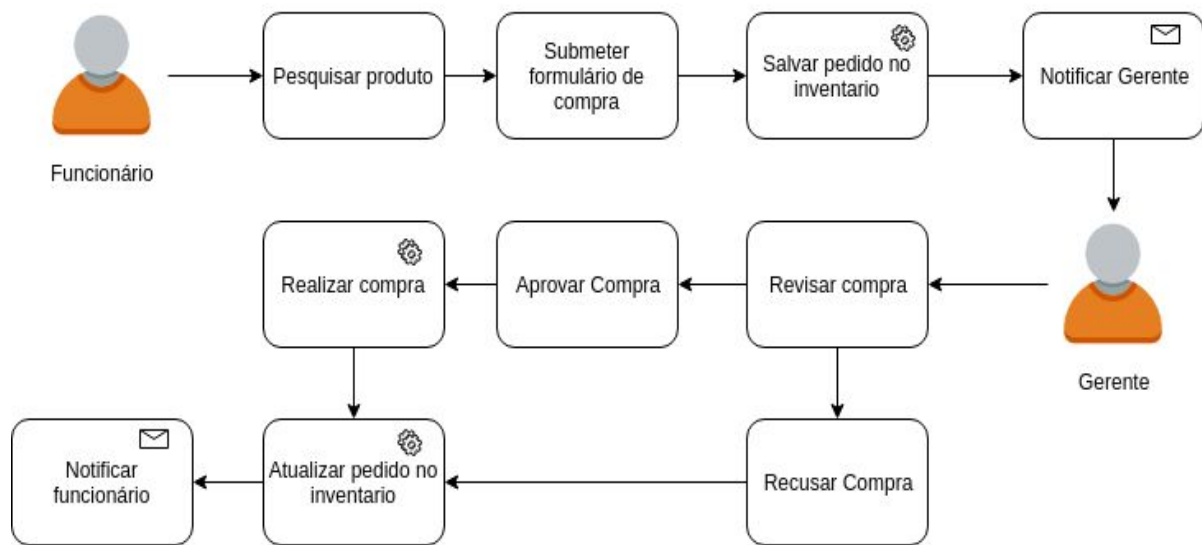 Pesquisar produto
Submeter
formulário de
compra
Salvar pedido no
inventario
Notificar Gerente
Funcionário
Realizar compra
Aprovar Compra
Revisar compra
Gerente
Notificar
funcionário
Atualizar pedido no
inventario
Recusar Compra